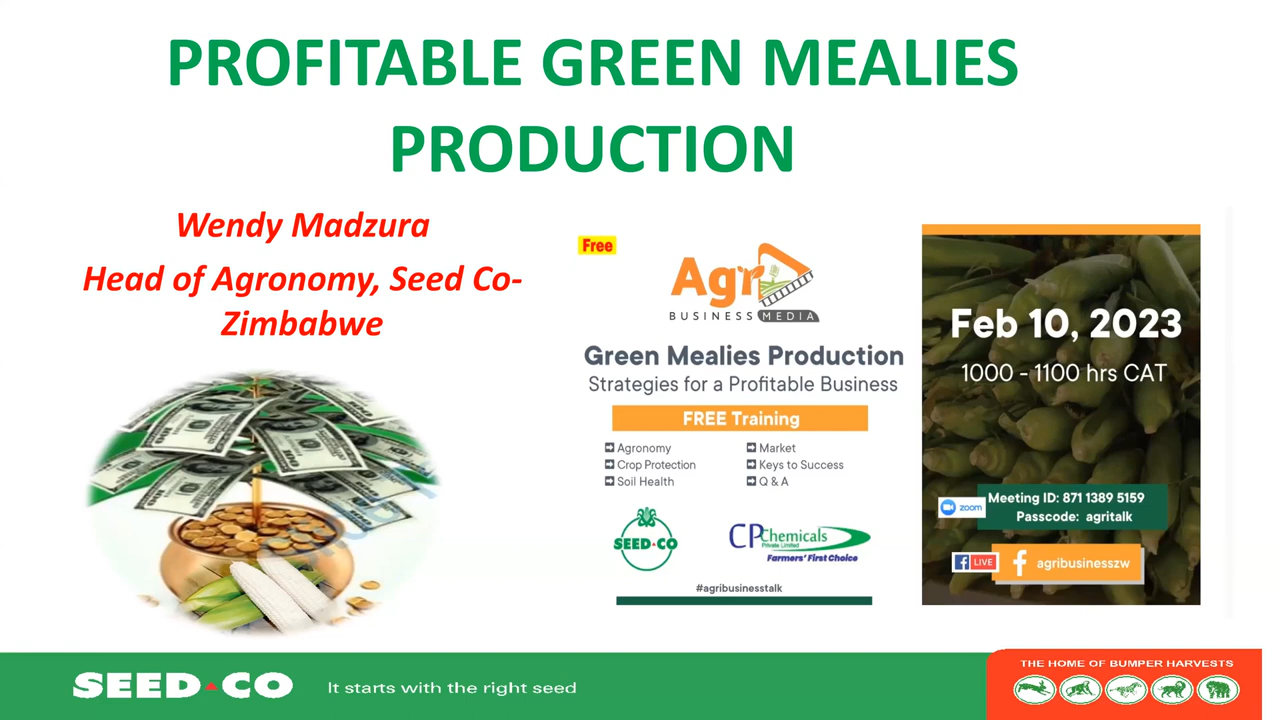 PROFITABLE GREEN MEALIES
PRODUCTION
Wendy Madzura
Head of Agronomy, Seed Co-
Zimbabwe
Free
Agri
BUSINESS MEDIA
Green Mealies Production
Strategies for a Profitable Business
FREE Training
Agronomy
Crop Protection
Soil Health
Market
Keys to Success
Q & A
SEED CO
CPChemicals
Private Limited
Farmers' First Choice
#agribusinesstalk
Feb 10, 2023
1000 - 1100 hrs CAT
zoom
Meeting ID: 871 1389 5159
Passcode: agritalk
LIVE
agribusinesszw
SEED CO
It starts with the right seed
THE HOME OF BUMPER HARVESTS